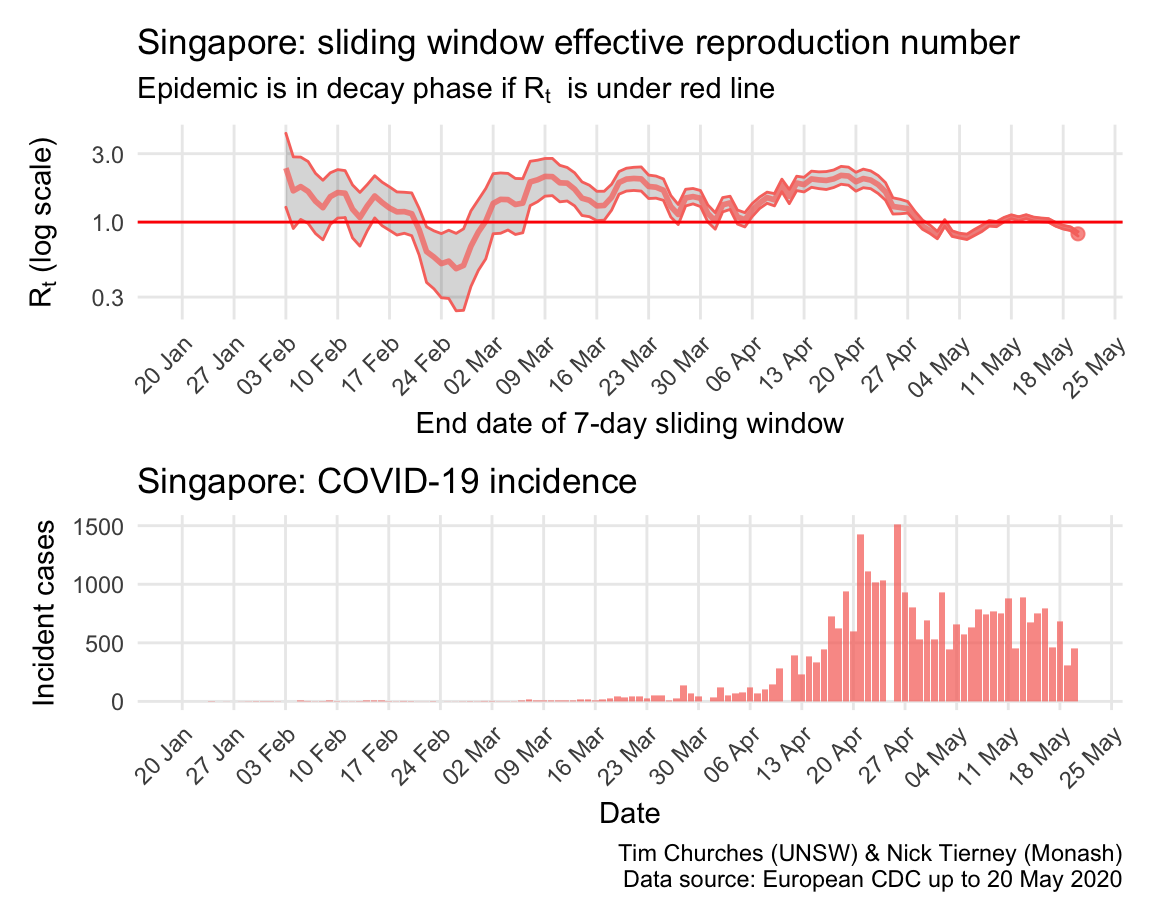 Singapore: sliding window effective reproduction number
Epidemic is in decay phase if Rt is under red line
Rt (log scale)
3.0
1.0
0.3
20 Jan
27 Jan
03 Feb
10 Feb
17 Feb
24 Feb
02 Mar
09 Mar
16 Mar
23 Mar
30 Mar
06 Apr
13 Apr
20 Apr
27 Apr
04 May
11 May
18 May
25 May
End date of 7-day sliding window
Singapore: COVID-19 incidence
Incident cases
1500
1000
500
0
20 Jan
27 Jan
03 Feb
10 Feb
17 Feb
24 Feb
02 Mar
09 Mar
16 Mar
23 Mar
30 Mar
06 Apr
13 Apr
20 Apr
27 Apr
04 May
11 May
18 May
25 May
Date
Tim Churches (UNSW) & Nick Tierney (Monash)
Data source: European CDC up to 20 May 2020